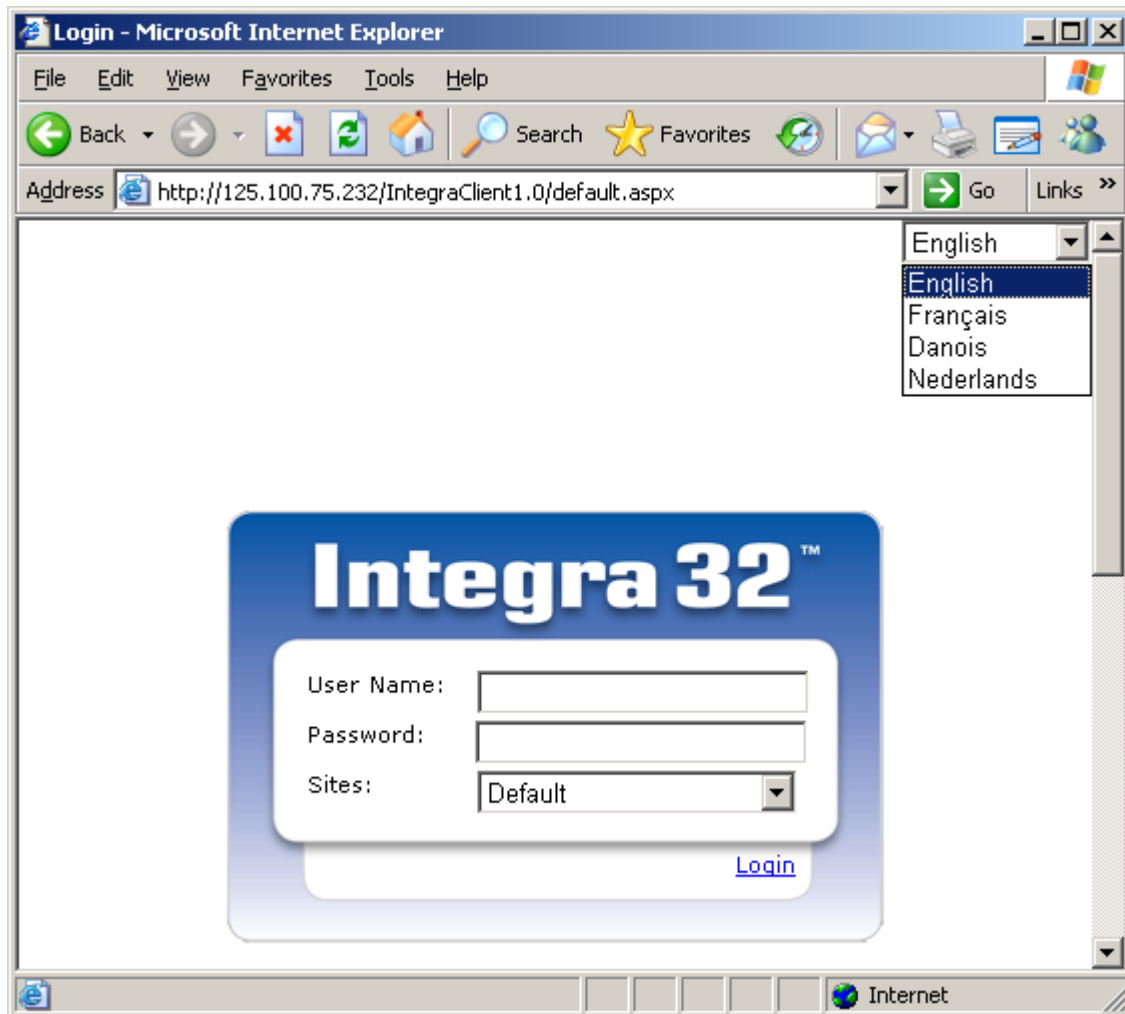 Login - Microsoft Internet Explorer
File Edit View Favorites Tools Help
Back Search Favorites
Address http://125.100.75.232/IntegraClient1.0/default.aspx Go Links »
English
English
Français
Danois
Nederlands
Integra 32™
User Name:
Password:
Sites: Default
Login
Internet